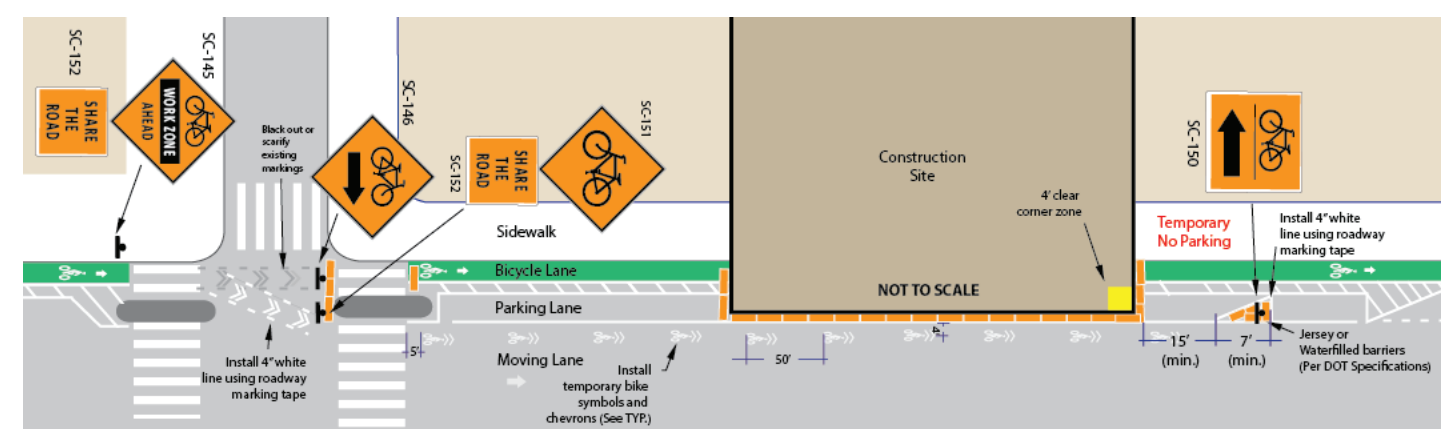 SC-152
SHARE
THE
ROAD
SC-145
WORK ZONE
AHEAD
Black out or
scarify
existing
markings
SC-146
SC-152
SHARE
THE
ROAD
SC-151
Sidewalk
Bicycle Lane
Parking Lane
Moving Lane
Install 4" white
line using roadway
marking tape
5'
Install
temporary bike
symbols and
chevrons (See TYP.)
50'
Construction
Site
4' clear
corner zone
NOT TO SCALE
4'
Temporary
No Parking
SC-150
Install 4" white
line using roadway
marking tape
15'
(min.)
7'
(min.)
Jersey or
Waterfilled barriers
(Per DOT Specifications)